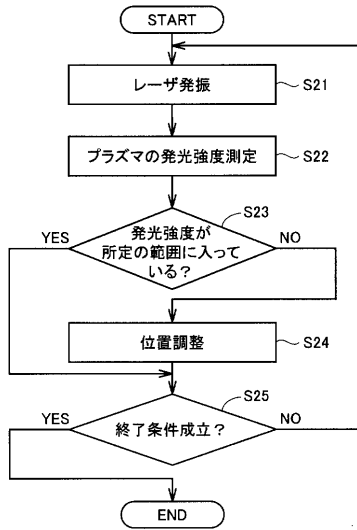 START
レーザ発振
S21
プラズマの発光強度測定
S22
S23
YES
発光強度が
所定の範囲に入って
いる?
NO
位置調整
S24
S25
YES
終了条件成立?
NO
END